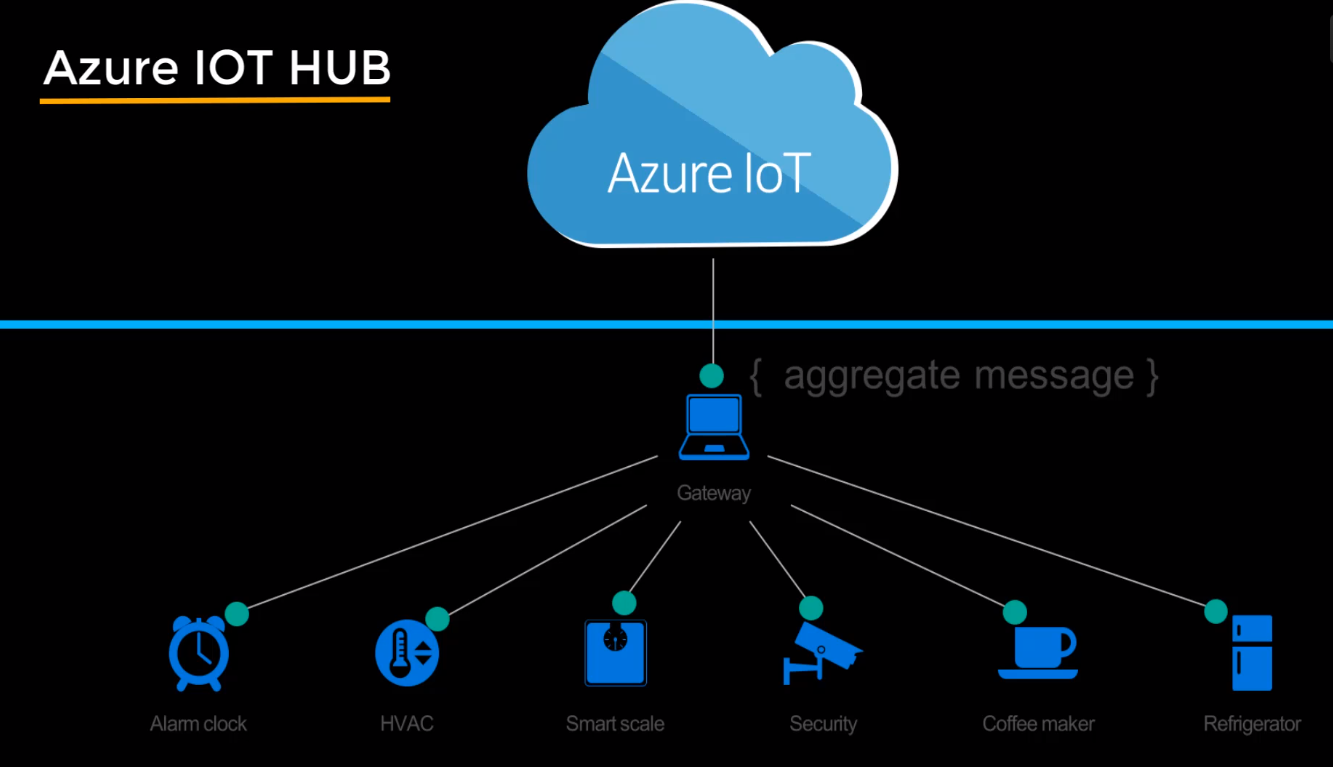 Azure IOT HUB
Azure IoT
{ aggregate message }
Gateway
Alarm clock
HVAC
Smart scale
Security
Coffee maker
Refrigerator